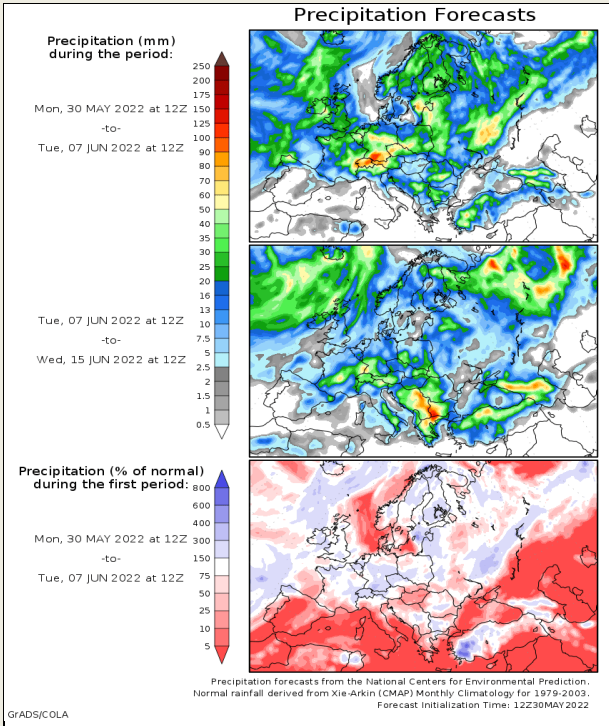 Precipitation Forecasts
Precipitation (mm)
during the period:
Mon, 30 MAY 2022 at 12Z
-to-
Tue, 07 JUN 2022 at 12Z
250
200
175
150
125
100
90
80
70
60
50
40
35
30
25
20
16
13
10
7.5
5
2.5
2
1.5
1
0.5
Tue, 07 JUN 2022 at 12Z
-to-
Wed, 15 JUN 2022 at 12Z
Precipitation (% of normal)
during the first period:
Mon, 30 MAY 2022 at 12Z
-to-
Tue, 07 JUN 2022 at 12Z
800
600
400
300
150
75
50
25
10
5
Precipitation forecasts from the National Centers for Environmental Prediction.
Normal rainfall derived from Xie-Arkin (CMAP) Monthly Climatology for 1979-2003.
Forecast Initialization Time: 12Z30MAY2022
GrADS/COLA